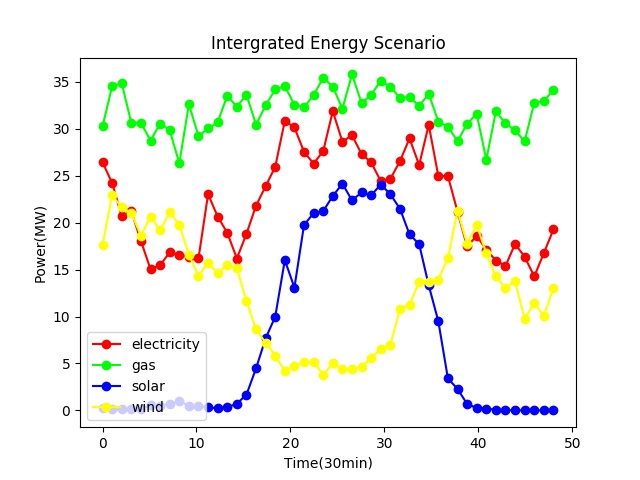 Intergrated Energy Scenario
Power(MW)
35
30
25
20
15
10
5
0
electricity
gas
solar
wind
0 10 20 30 40 50
Time(30min)